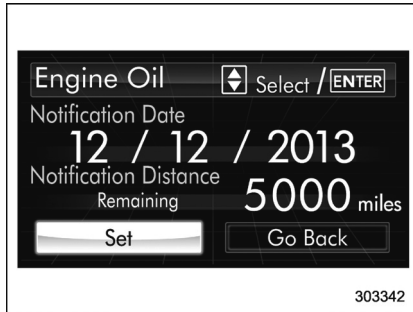 Engine Oil Select / ENTER
Notification Date
12 / 12 / 2013
Notification Distance
Remaining 5000 miles
Set Go Back
303342